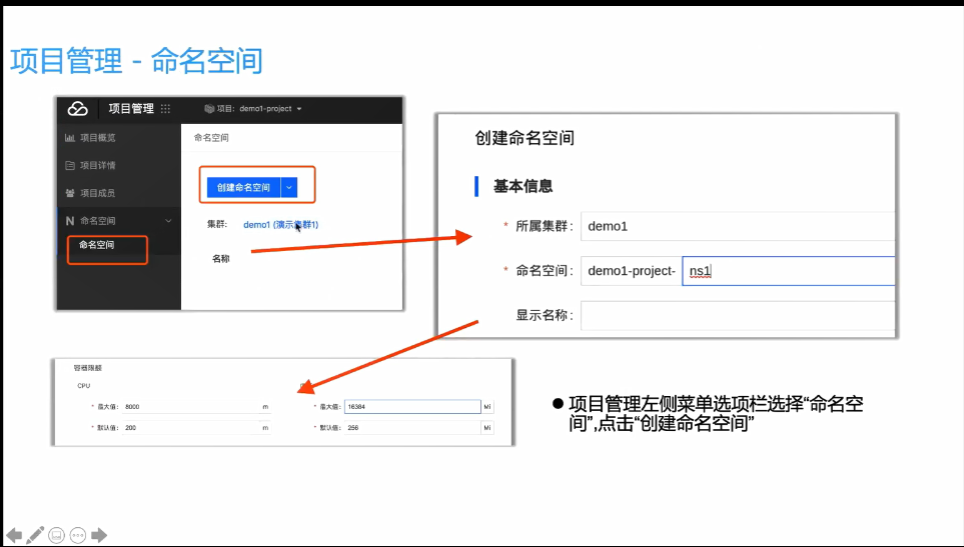 项目管理 - 命名空间
项目管理
项目: demo1-project
项目概览
项目详情
项目成员
命名空间
命名空间
命名空间
创建命名空间
集群: demo1 (演示集群1)
名称
创建命名空间
基本信息
* 所属集群: demo1
* 命名空间: demo1-project- ns1
显示名称:
容器限额
CPU
* 最大值: 8000 m
* 最大值: 16384 Mi
* 默认值: 200 m
* 默认值: 256 Mi
● 项目管理左侧菜单选项栏选择“命名空
间”,点击“创建命名空间”